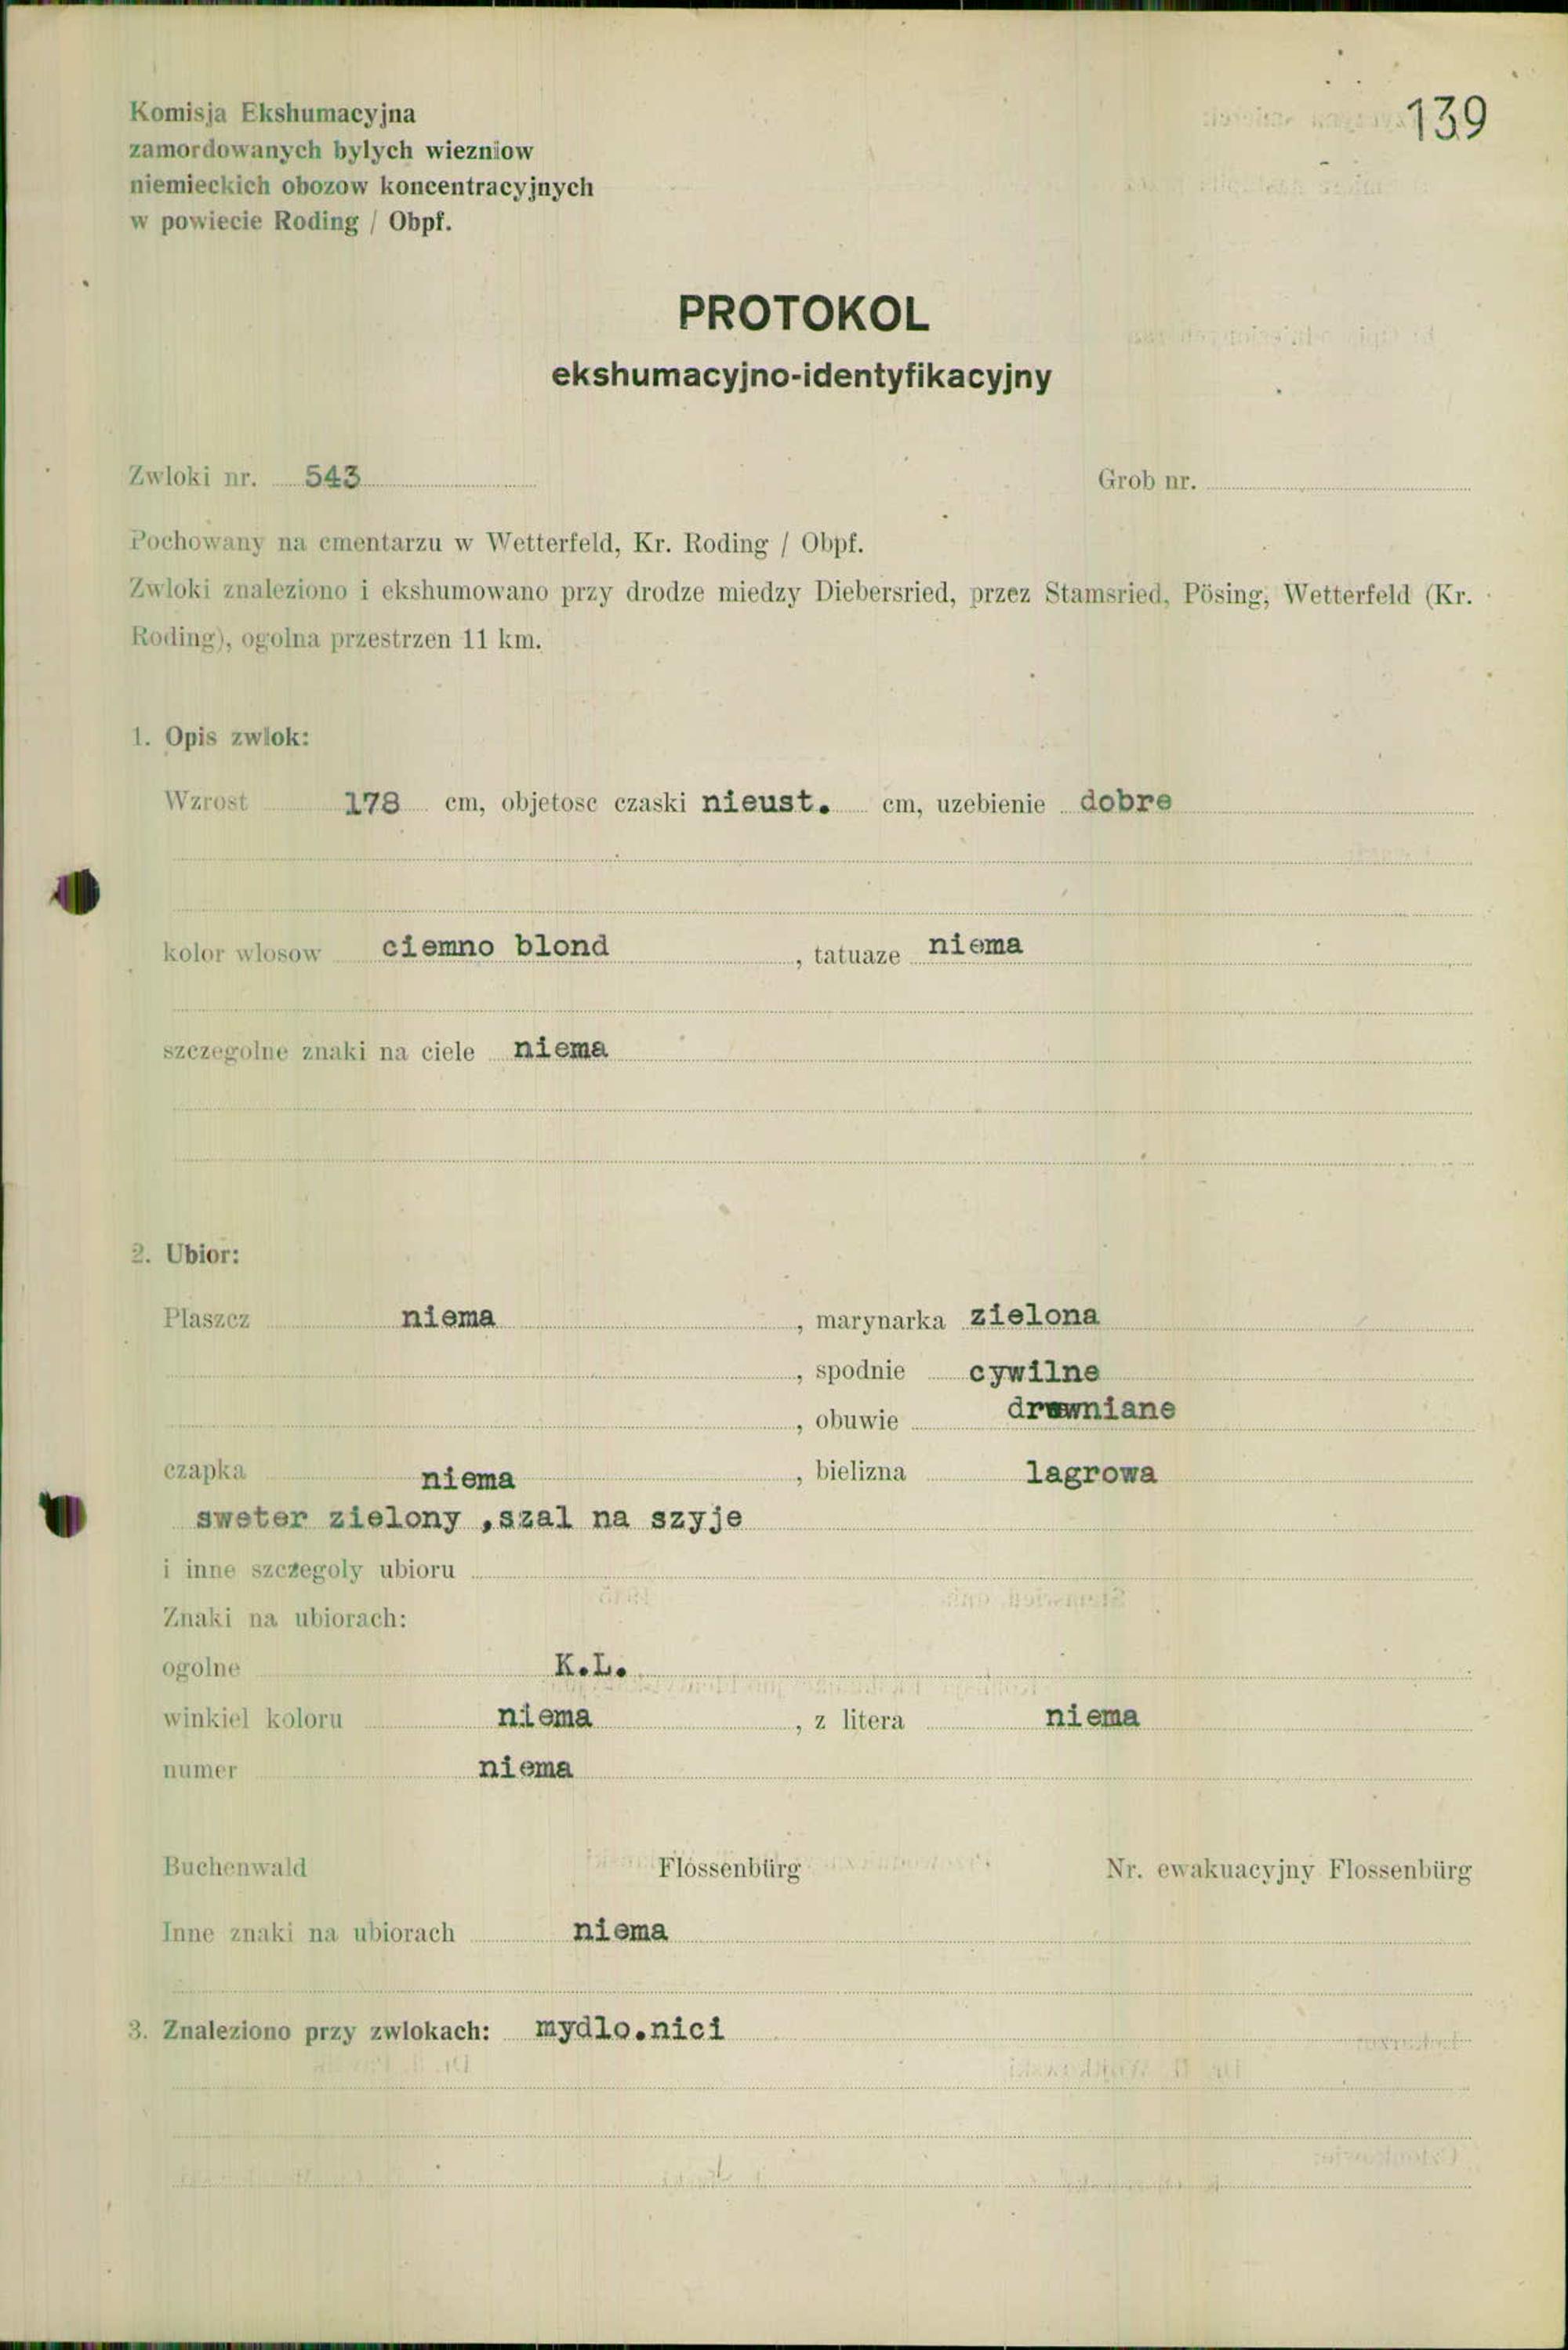 139
Komisja Ekshumacyjna
zamordowanych bylych wiezniow
niemieckich obozow koncentracyjnych
w powiecie Roding / Obpf.
PROTOKOL
ekshumacyjno-identyfikacyjny
Zwloki nr. 543 Grob nr.
Pochowany na cmentarzu w Wetterfeld, Kr. Roding / Obpf.
Zwloki znaleziono i ekshumowano przy drodze miedzy Diebersried, przez Stamsried, Pösing, Wetterfeld (Kr.
Roding), ogolna przestrzen 11 km.
1. Opis zwlok:
Wzrost 178 cm, objetosc czaski nieust. cm, uzebienie dobre
kolor wlosow ciemno blond , tatuaze niema
szczegolne znaki na ciele niema
2. Ubior:
Plaszcz niema , marynarka zielona
, spodnie cywilne
, obuwie drewniane
czapka niema , bielizna lagrowa
sweter zielony ,szal na szyje
i inne szczegoly ubioru
Znaki na ubiorach:
ogolne K.L.
winkiel koloru niema , z litera niema
numer niema
Buchenwald Flossenbürg Nr. ewakuacyjny Flossenbürg
Inne znaki na ubiorach niema
3. Znaleziono przy zwlokach: mydlo.nici